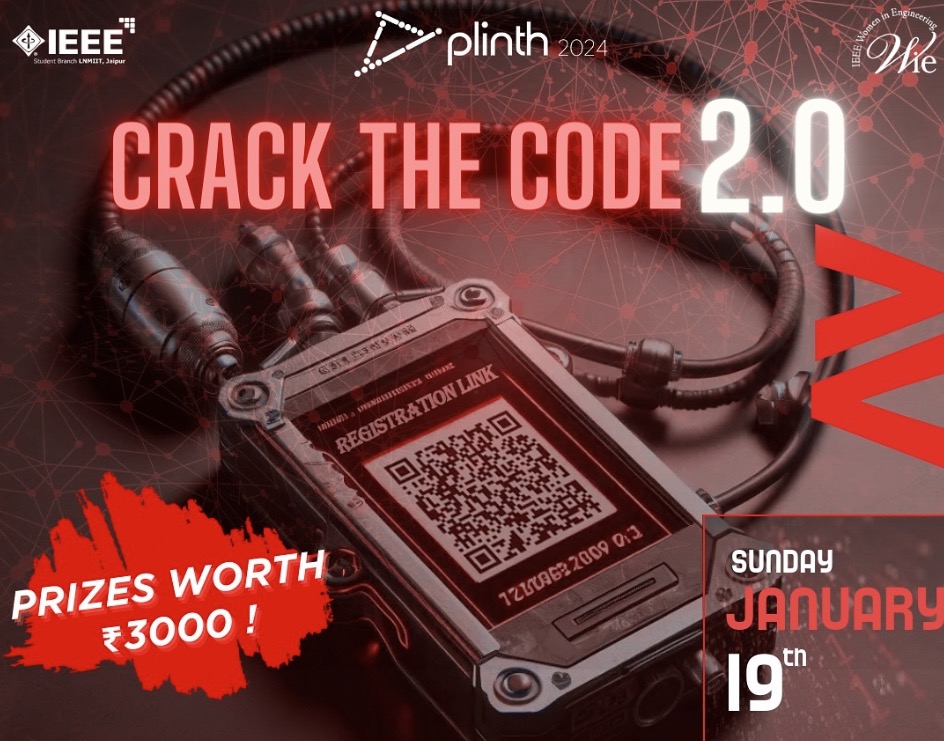 IEEE
Student Branch LNMIIT, Jaipur
plinth 2024
IEEE Women in Engineering
Wie
CRACK THE CODE 2.0
REGISTRATION LINK
PRIZES WORTH
₹3000 !
SUNDAY
JANUARY
19th